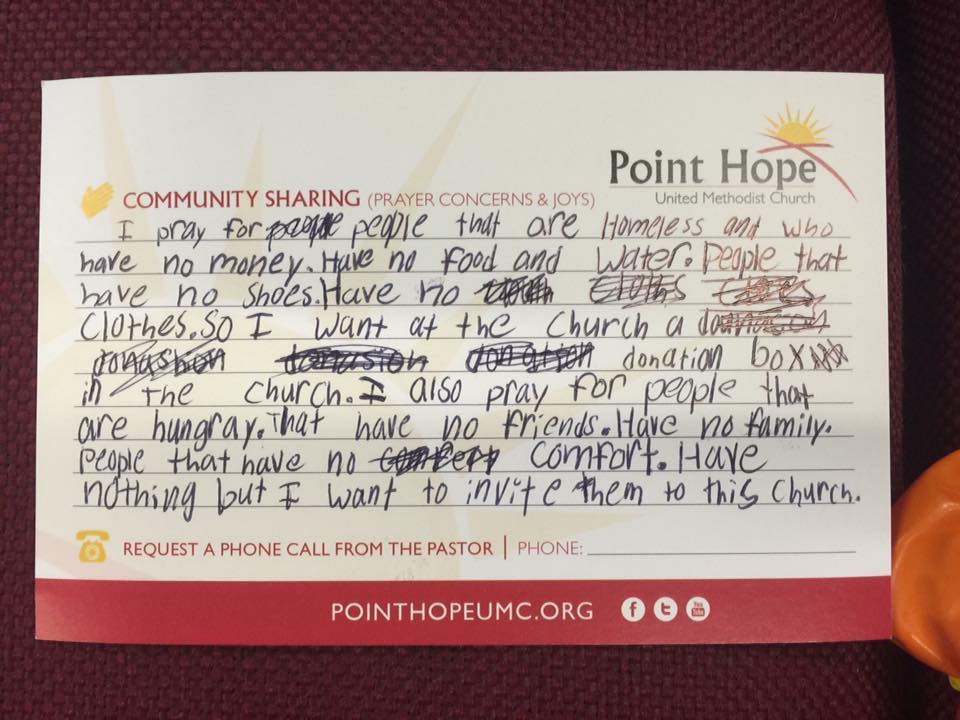 Point Hope
United Methodist Church
COMMUNITY SHARING (PRAYER CONCERNS & JOYS)
I pray for people people that are Homeless and who
have no money. Have no food and water. People that
have no shoes. Have no
Clothes. So I want at the Church a
donation box
in the Church. I also pray for people that
are hungray. That have no friends. Have no family.
People that have no comfort. Have
nothing but I want to invite them to this Church.
REQUEST A PHONE CALL FROM THE PASTOR | PHONE:
POINTHOPEUMC.ORG
You Tube